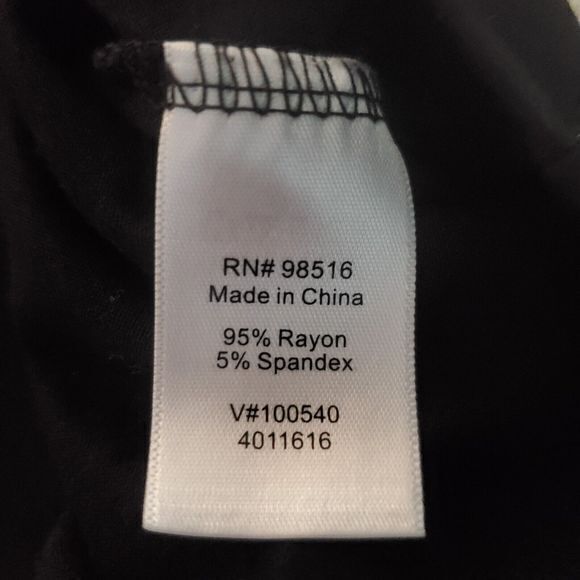 RN# 98516
Made in China
95% Rayon
5% Spandex
V#100540
4011616